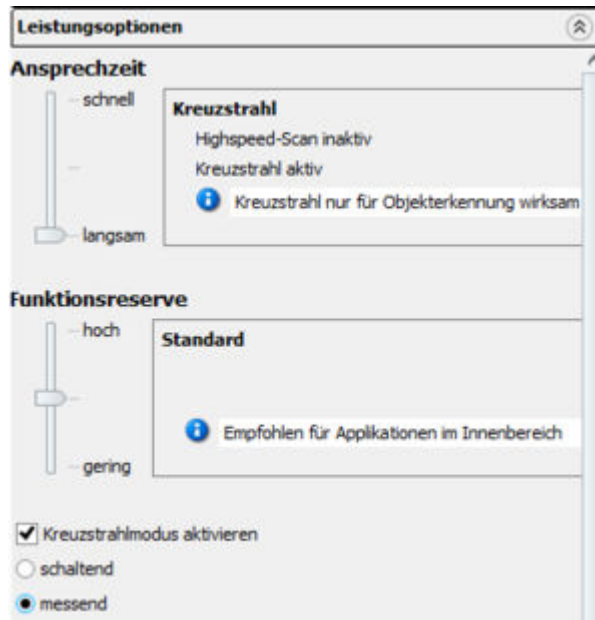 Leistungsoptionen
Ansprechzeit
schnell
Kreuzstrahl
Highspeed-Scan inaktiv
Kreuzstrahl aktiv
Kreuzstrahl nur für Objekterkennung wirksam
langsam
Funktionsreserve
hoch
Standard
Empfohlen für Applikationen im Innenbereich
gering
Kreuzstrahlmodus aktivieren
schaltend
messend